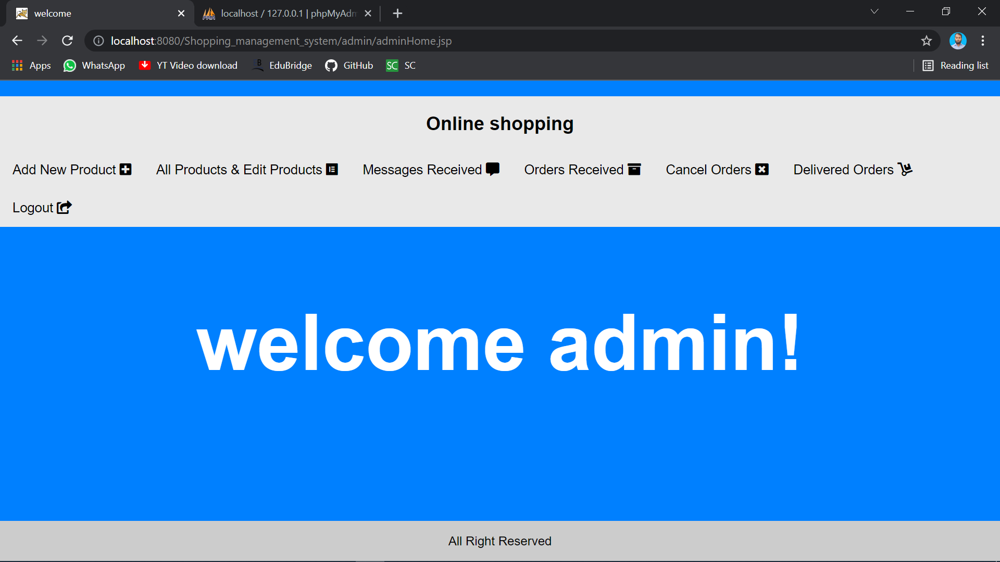 welcome
localhost / 127.0.0.1 | phpMyAdm
localhost:8080/Shopping_management_system/admin/adminHome.jsp
Apps WhatsApp YT Video download B EduBridge GitHub SC SC Reading list
Online shopping
Add New Product All Products & Edit Products Messages Received Orders Received Cancel Orders Delivered Orders
Logout
welcome admin!
All Right Reserved